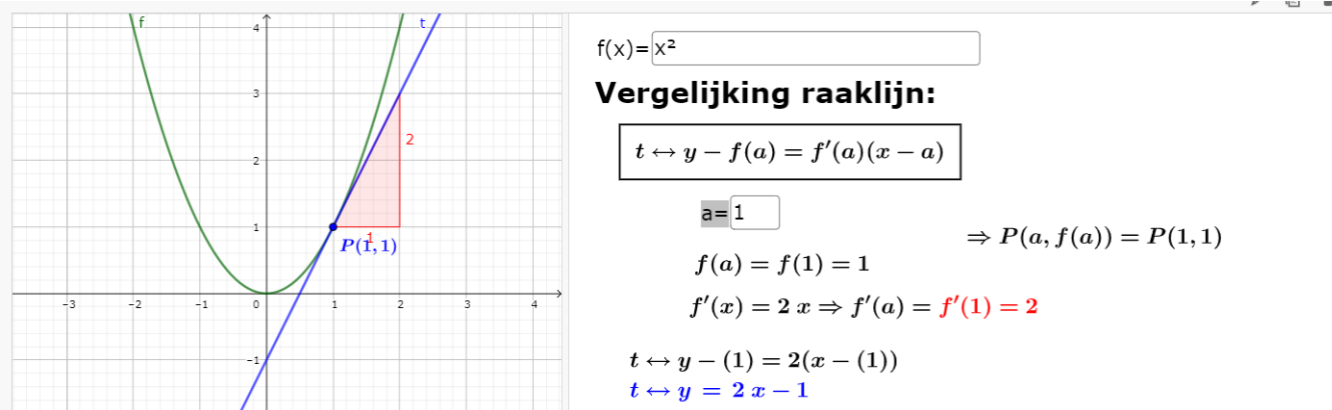 f
t
4
3
2
1
-1
-3
-2
-1
0
1
2
3
4
2
1
P(1,1)
f(x)=x²
Vergelijking raaklijn:
t ↔ y − f(a) = f′(a)(x − a)
a=1
⇒ P(a, f(a)) = P(1, 1)
f(a) = f(1) = 1
f′(x) = 2 x ⇒ f′(a) = f′(1) = 2
t ↔ y − (1) = 2(x − (1))
t ↔ y = 2 x − 1